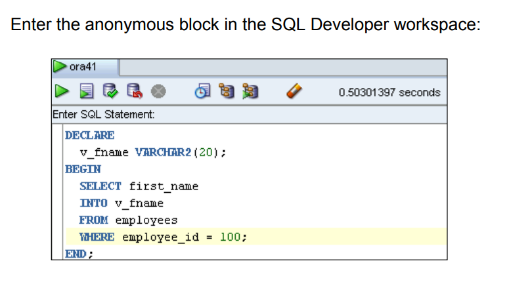 Enter the anonymous block in the SQL Developer workspace:
ora41
0.50301397 seconds
Enter SQL Statement:
DECLARE
v_fname VARCHAR2(20);
BEGIN
SELECT first_name
INTO v_fname
FROM employees
WHERE employee_id = 100;
END;